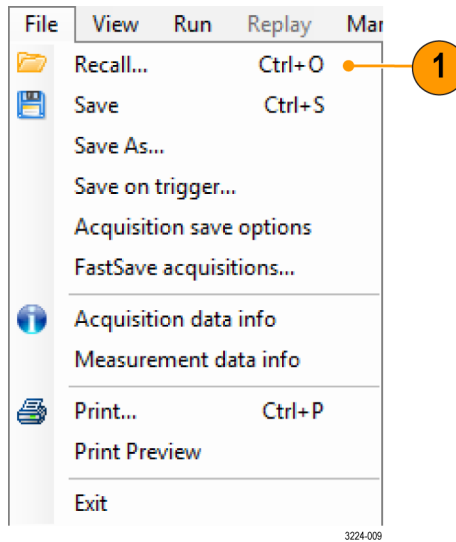 File View Run Replay Mar
Recall... Ctrl+O 1
Save Ctrl+S
Save As...
Save on trigger...
Acquisition save options
FastSave acquisitions...
Acquisition data info
Measurement data info
Print... Ctrl+P
Print Preview
Exit
3224-009